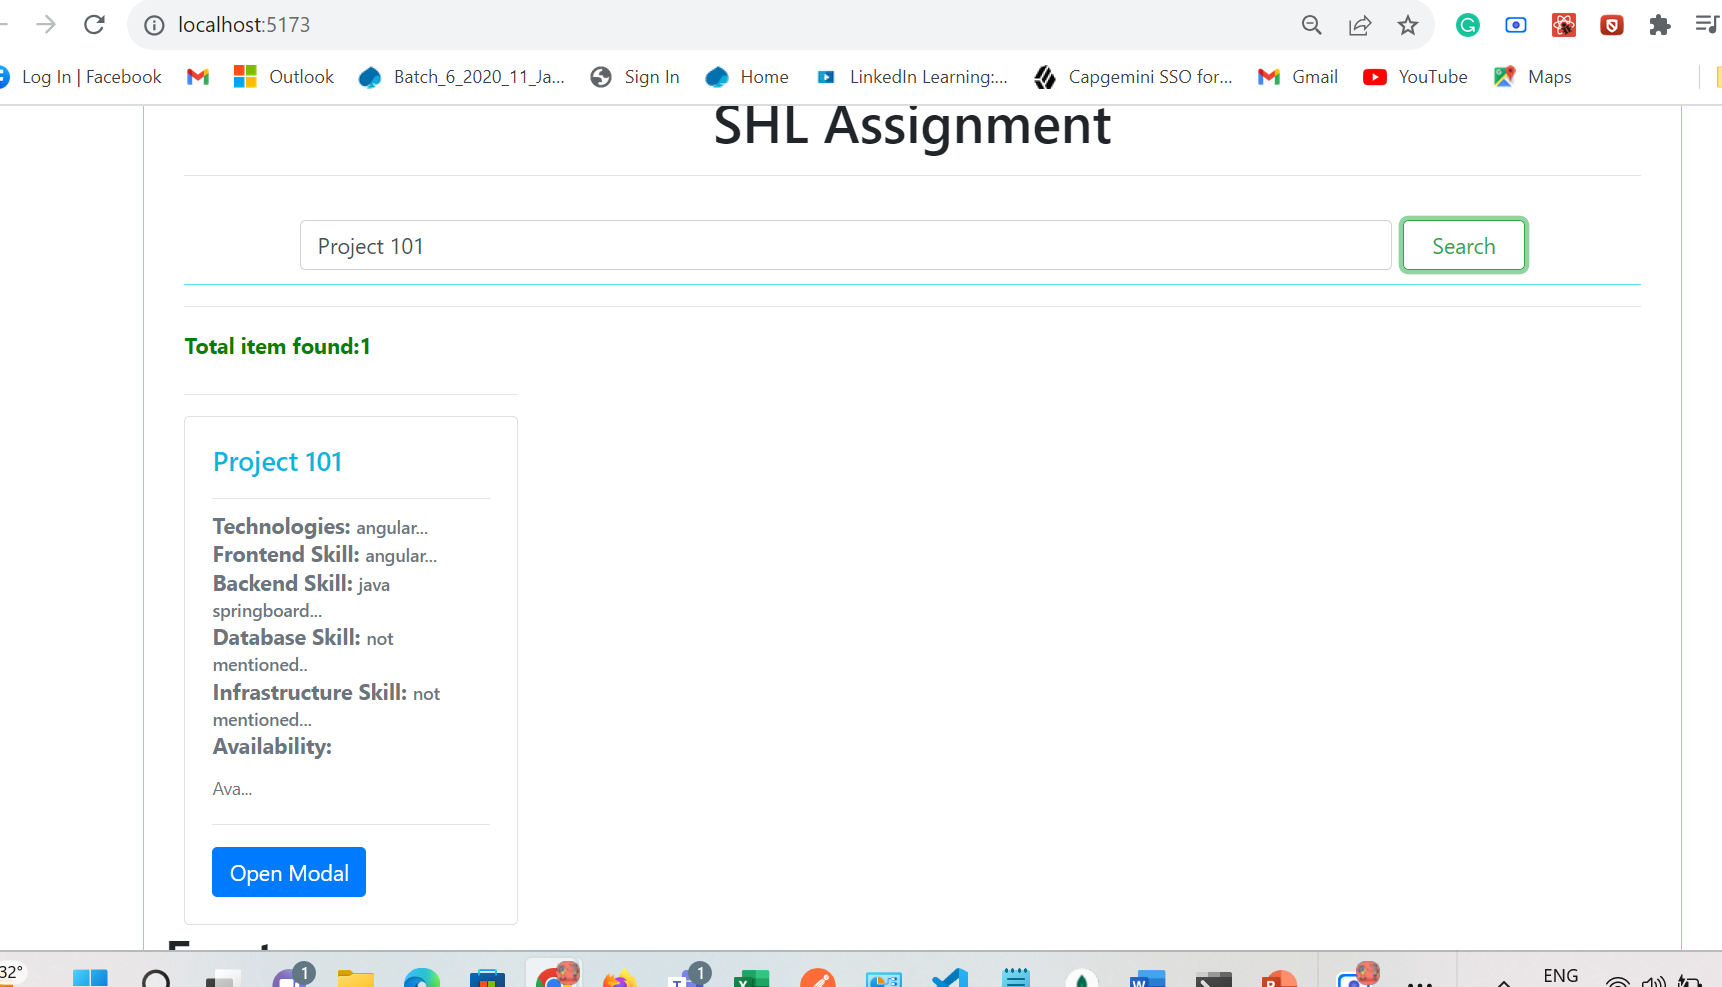 localhost:5173
Log In | Facebook
Outlook
Batch_6_2020_11_Ja...
Sign In
Home
LinkedIn Learning:...
Capgemini SSO for...
Gmail
YouTube
Maps
SHL Assignment
Project 101
Search
Total item found:1
Project 101
Technologies: angular...
Frontend Skill: angular...
Backend Skill: java
springboard...
Database Skill: not
mentioned..
Infrastructure Skill: not
mentioned...
Availability:
Ava...
Open Modal
32°
1
1
ENG